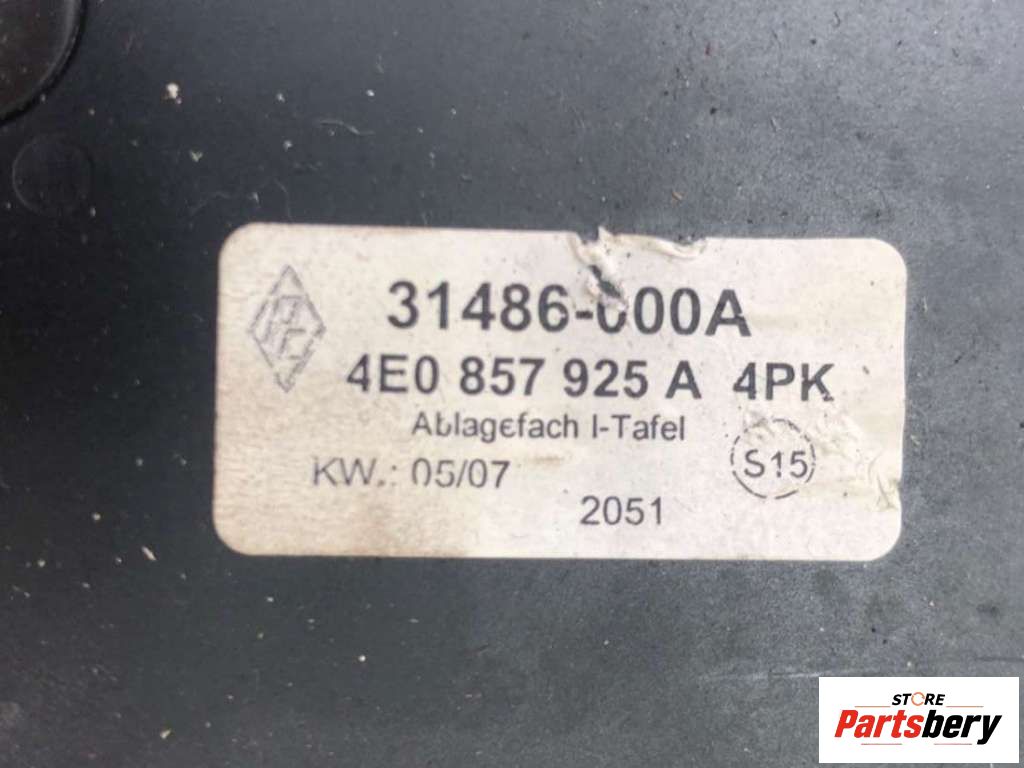 31486-000A
4E0 857 925 A 4PK
Ablagefach I-Tafel
KW.: 05/07
S15
2051
STORE
Partsbery